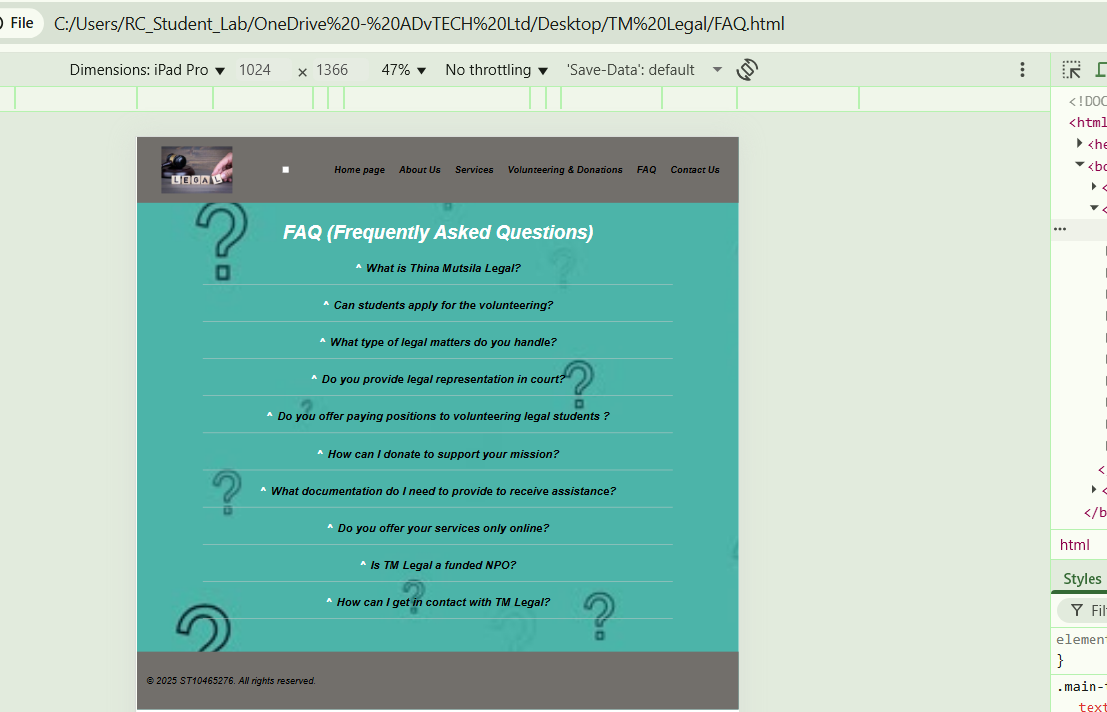 File C:/Users/RC_Student_Lab/OneDrive%20-%20ADvTECH%20Ltd/Desktop/TM%20Legal/FAQ.html
Dimensions: iPad Pro ▼ 1024 × 1366 47% ▼ No throttling ▼ 'Save-Data': default
<!DOC
<html
<he
<bo
<
<
...
LEGAL
Home page About Us Services Volunteering & Donations FAQ Contact Us
FAQ (Frequently Asked Questions)
^ What is Thina Mutsila Legal?
^ Can students apply for the volunteering?
^ What type of legal matters do you handle?
^ Do you provide legal representation in court?
^ Do you offer paying positions to volunteering legal students ?
^ How can I donate to support your mission?
^ What documentation do I need to provide to receive assistance?
^ Do you offer your services only online?
^ Is TM Legal a funded NPO?
^ How can I get in contact with TM Legal?
© 2025 ST10465276. All rights reserved.
<
<
</b
html
Styles
Fil
elemen
}
.main-
text